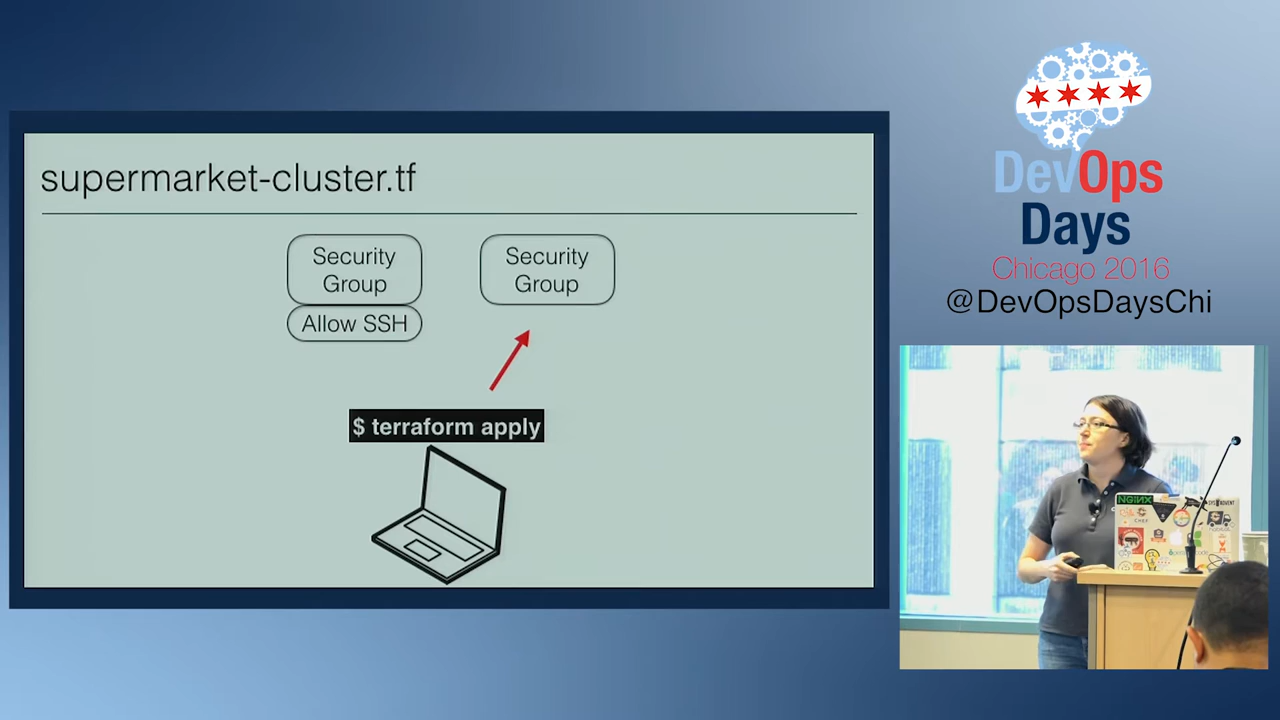 supermarket-cluster.tf
Security
Group
Allow SSH
Security
Group
$ terraform apply
DevOps
Days
Chicago 2016
@DevOpsDaysChi
NGINX
CHEF